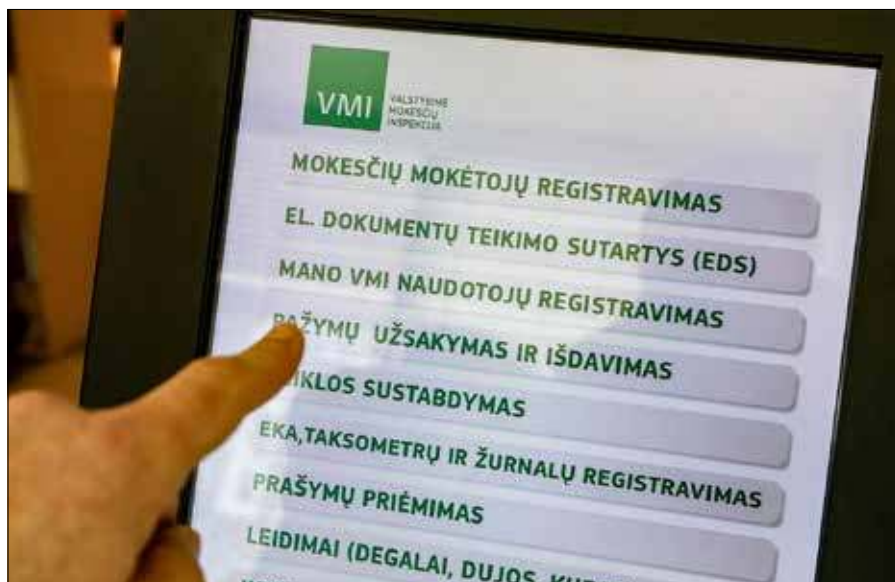 VMI
VALSTYBINĖ
MOKESČIŲ
INSPEKCIJA
MOKESČIŲ MOKĖTOJŲ REGISTRAVIMAS
EL. DOKUMENTŲ TEIKIMO SUTARTYS (EDS)
MANO VMI NAUDOTOJŲ REGISTRAVIMAS
PAŽYMŲ UŽSAKYMAS IR IŠDAVIMAS
SUSTABDYMAS
EKA,TAKSOMETRŲ IR ŽURNALŲ REGISTRAVIMAS
PRAŠYMŲ PRIĖMIMAS
LEIDIMAI (DEGALAI, DUJOS,